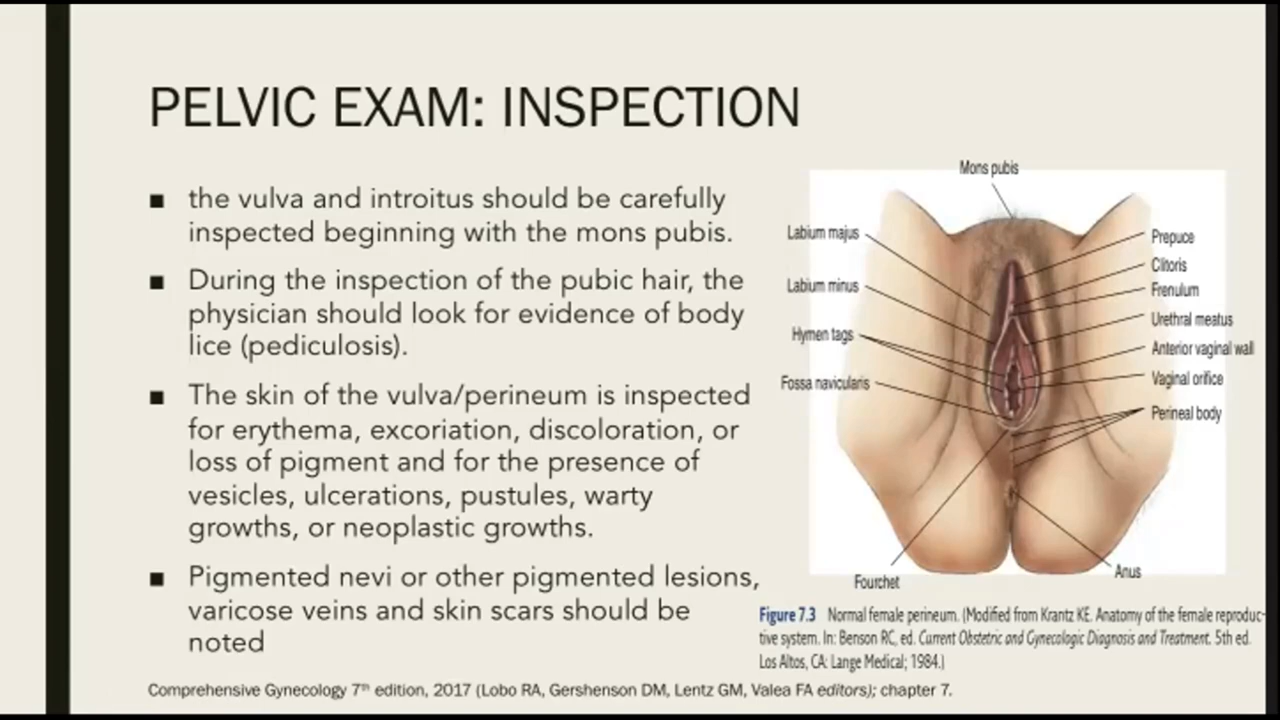 PELVIC EXAM: INSPECTION
■ the vulva and introitus should be carefully
inspected beginning with the mons pubis.
■ During the inspection of the pubic hair, the
physician should look for evidence of body
lice (pediculosis).
■ The skin of the vulva/perineum is inspected
for erythema, excoriation, discoloration, or
loss of pigment and for the presence of
vesicles, ulcerations, pustules, warty
growths, or neoplastic growths.
■ Pigmented nevi or other pigmented lesions,
varicose veins and skin scars should be
noted
Mons pubis
Labium majus
Labium minus
Hymen tags
Fossa navicularis
Prepuce
Clitoris
Frenulum
Urethral meatus
Anterior vaginal wall
Vaginal orifice
Perineal body
Fourchet
Anus
Figure 7.3 Normal female perineum. (Modified from Krantz KE. Anatomy of the female reproduc-
tive system. In: Benson RC, ed. Current Obstetric and Gynecologic Diagnosis and Treatment. 5th ed.
Los Altos, CA: Lange Medical; 1984.)
Comprehensive Gynecology 7th edition, 2017 (Lobo RA, Gershenson DM, Lentz GM, Valea FA editors); chapter 7.